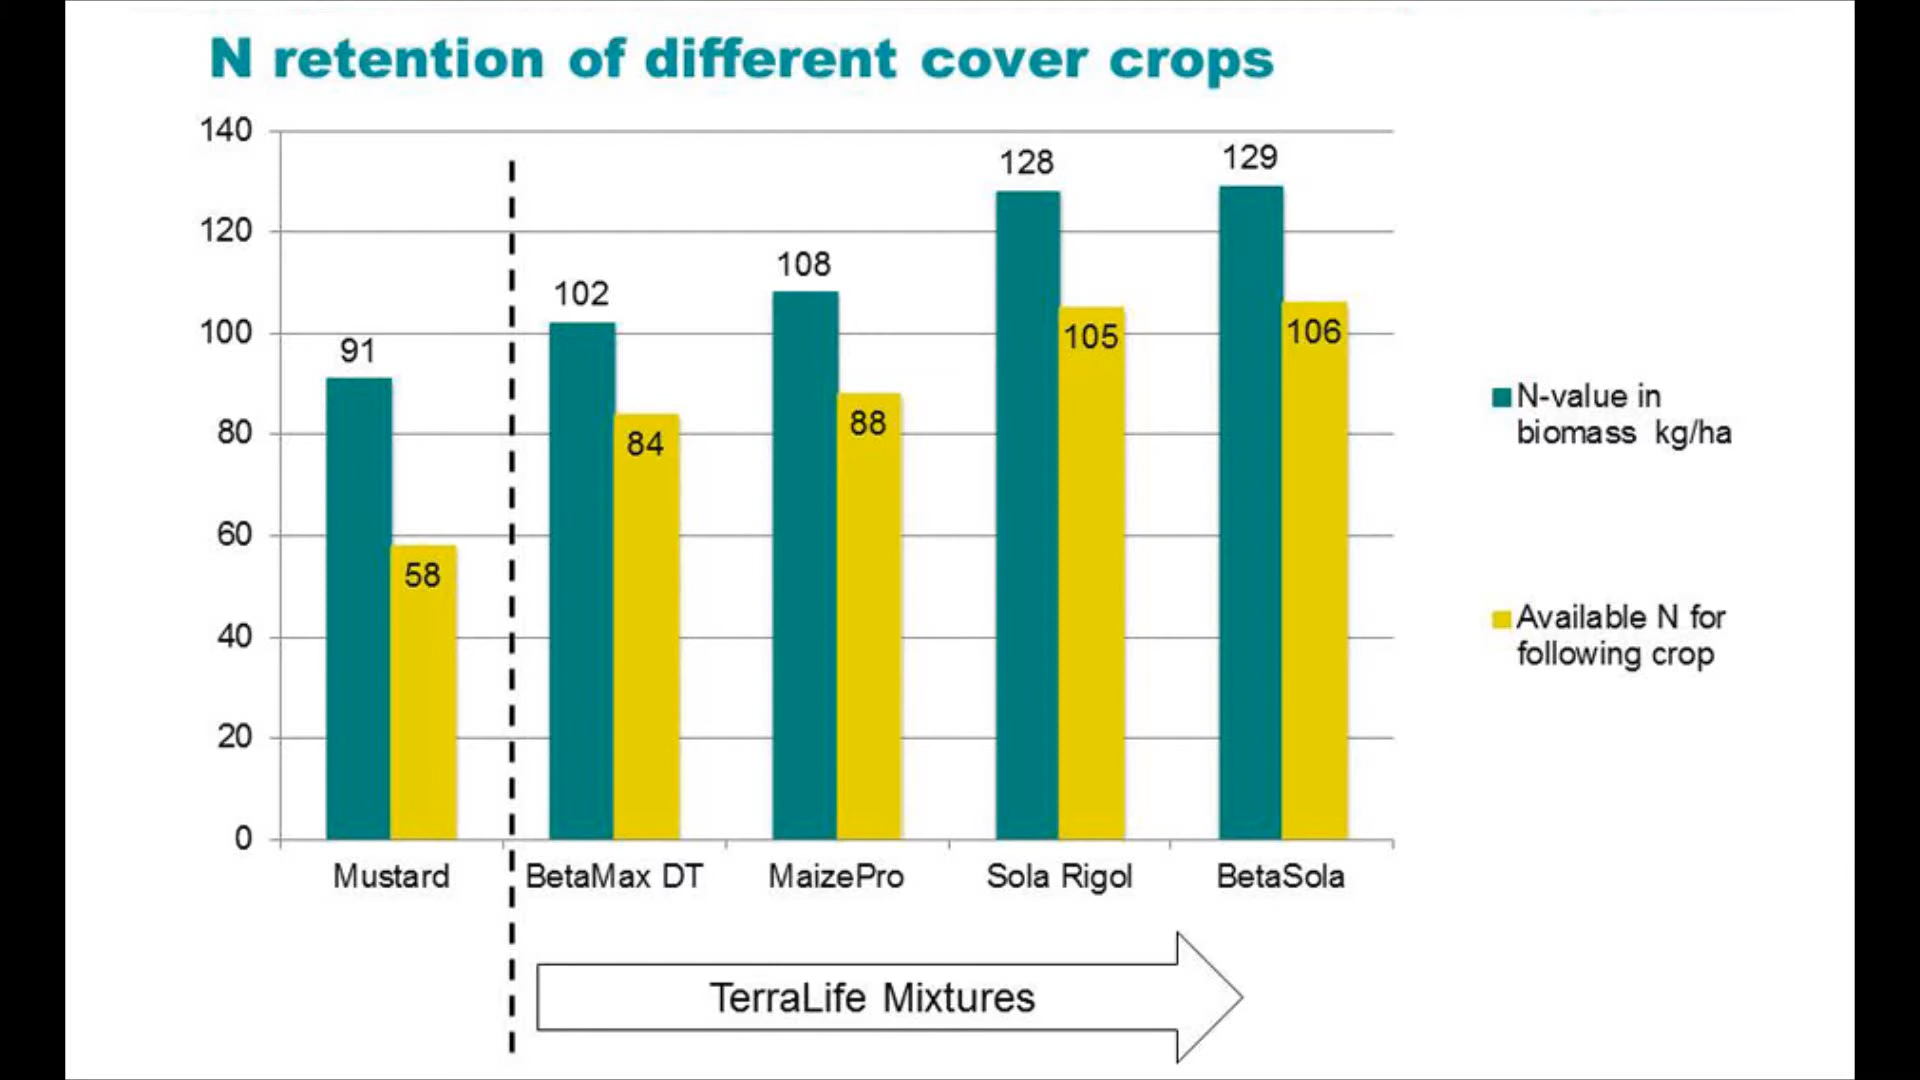 N retention of different cover crops
140
120
100
80
60
40
20
0
91
58
102
84
108
88
128
105
129
106
Mustard
BetaMax DT
MaizePro
Sola Rigol
BetaSola
N-value in
biomass kg/ha
Available N for
following crop
TerraLife Mixtures